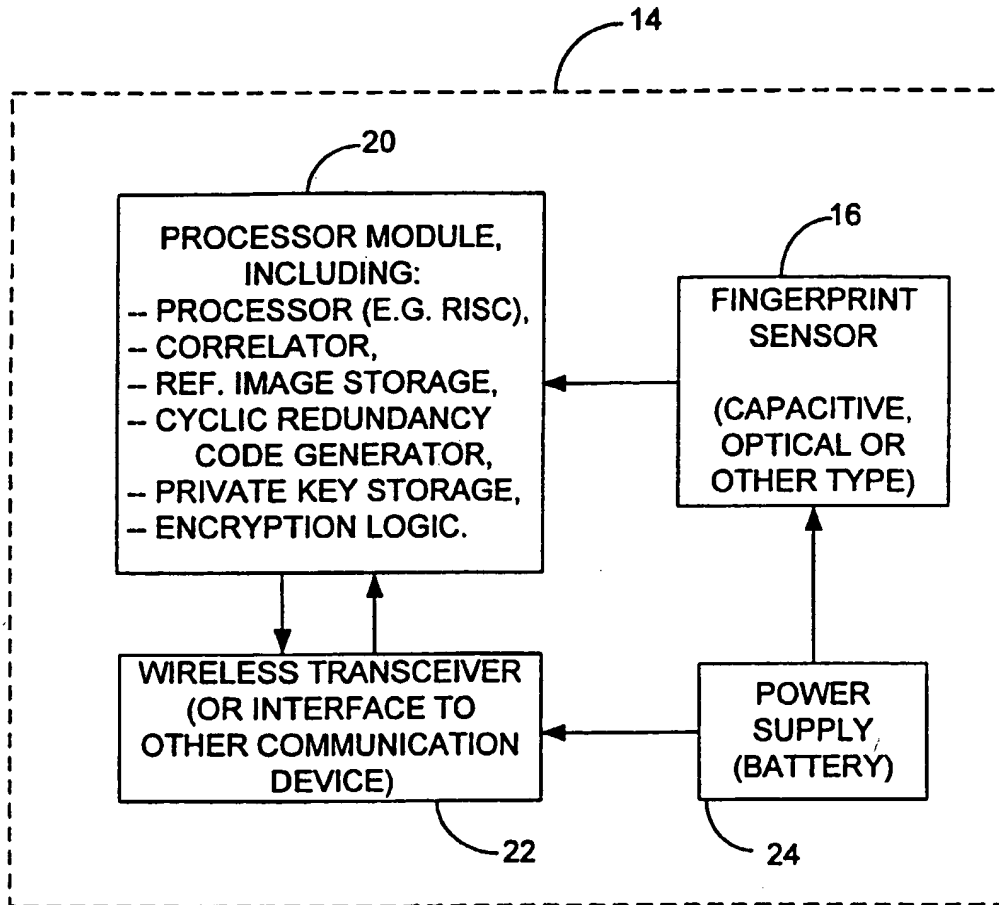 14
20
PROCESSOR MODULE,
INCLUDING:
– PROCESSOR (E.G. RISC),
– CORRELATOR,
– REF. IMAGE STORAGE,
– CYCLIC REDUNDANCY
CODE GENERATOR,
– PRIVATE KEY STORAGE,
– ENCRYPTION LOGIC.
16
FINGERPRINT
SENSOR
(CAPACITIVE,
OPTICAL OR
OTHER TYPE)
WIRELESS TRANSCEIVER
(OR INTERFACE TO
OTHER COMMUNICATION
DEVICE)
22
POWER
SUPPLY
(BATTERY)
24